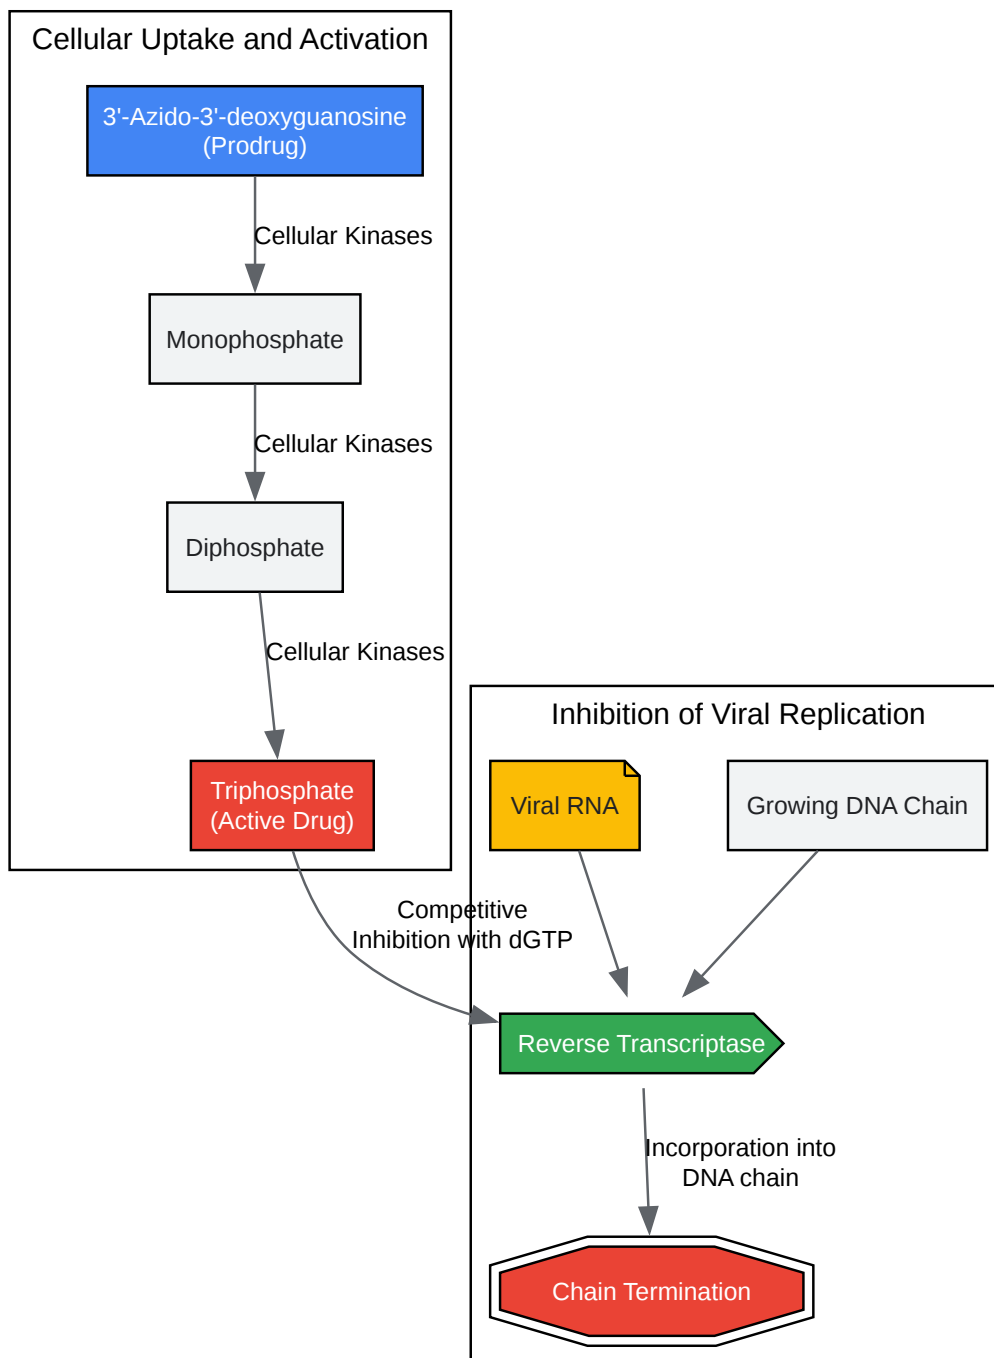 Cellular Uptake and Activation
3'-Azido-3'-deoxyguanosine
(Prodrug)
Cellular Kinases
Monophosphate
Cellular Kinases
Diphosphate
Cellular Kinases
Triphosphate
(Active Drug)
Inhibition of Viral Replication
Viral RNA
Growing DNA Chain
Competitive
Inhibition with dGTP
Reverse Transcriptase
Incorporation into
DNA chain
Chain Termination